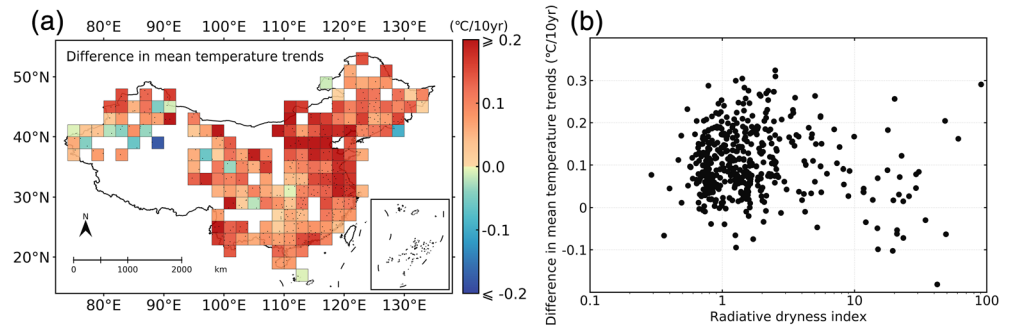 (a)
80°E 90°E 100°E 110°E 120°E 130°E
(℃/10yr)
Difference in mean temperature trends
50°N
40°N
30°N
20°N
N
0 1000 2000 km
80°E 90°E 100°E 110°E 120°E 130°E
⩾ 0.2
0.1
0.0
-0.1
⩽ -0.2
(b)
Difference in mean temperature trends (℃/10yr)
0.3
0.2
0.1
0
-0.1
0.1 1 10 100
Radiative dryness index